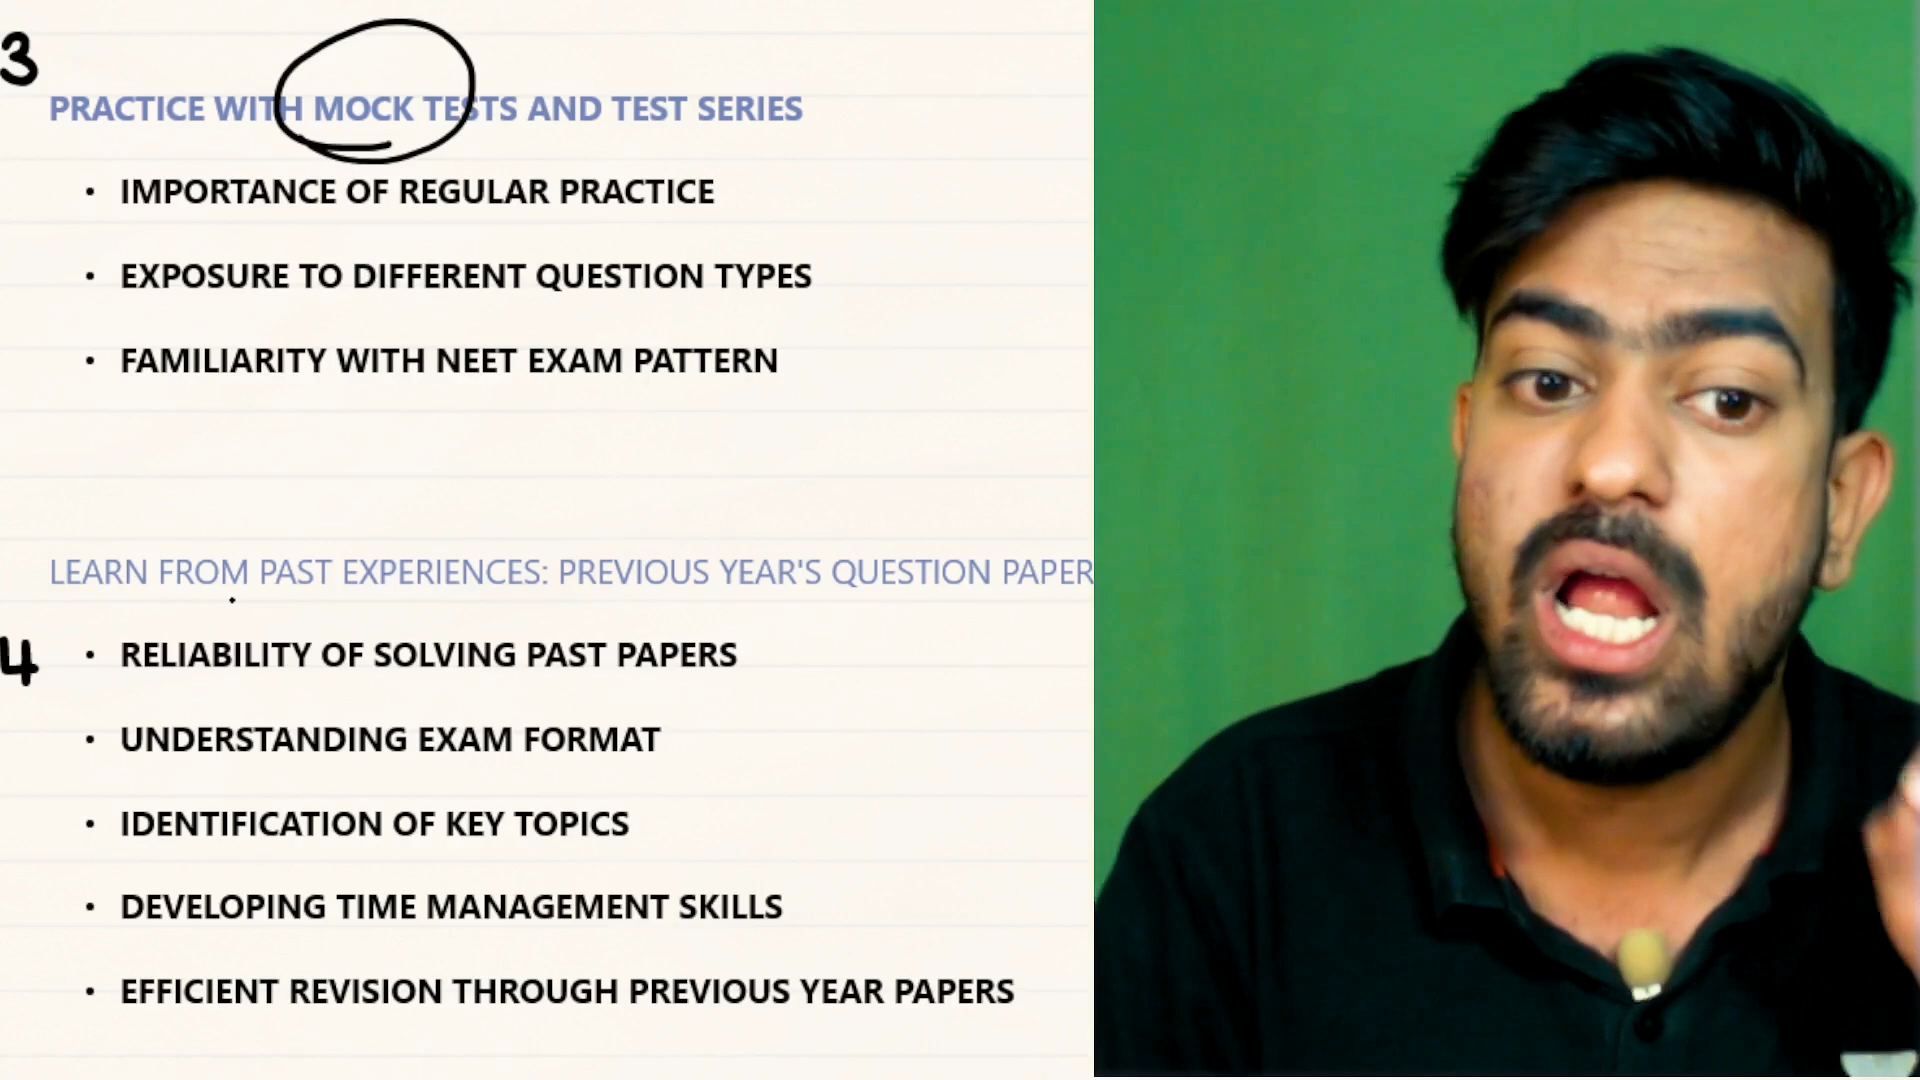 3
PRACTICE WITH MOCK TESTS AND TEST SERIES
• IMPORTANCE OF REGULAR PRACTICE
• EXPOSURE TO DIFFERENT QUESTION TYPES
• FAMILIARITY WITH NEET EXAM PATTERN
LEARN FROM PAST EXPERIENCES: PREVIOUS YEAR'S QUESTION PAPER
4
• RELIABILITY OF SOLVING PAST PAPERS
• UNDERSTANDING EXAM FORMAT
• IDENTIFICATION OF KEY TOPICS
• DEVELOPING TIME MANAGEMENT SKILLS
• EFFICIENT REVISION THROUGH PREVIOUS YEAR PAPERS